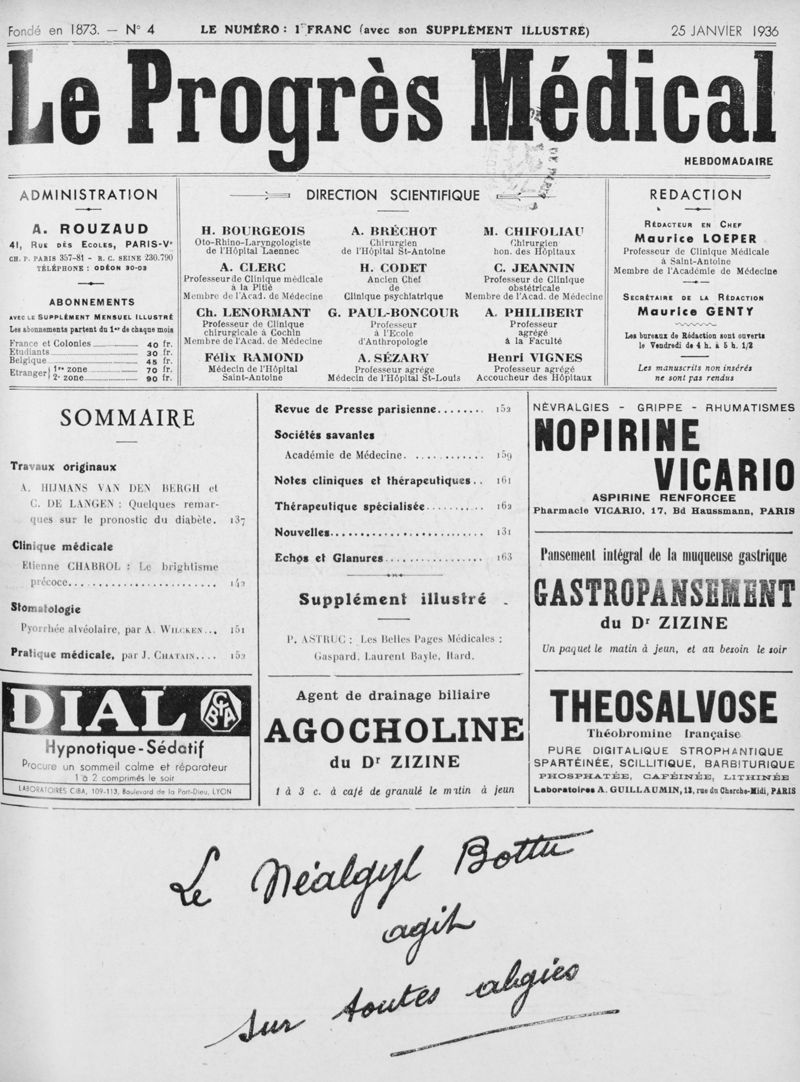 Fondé en 1873. — N° 4
LE NUMÉRO: 1 FRANC (avec son SUPPLÉMENT ILLUSTRÉ)
25 JANVIER 1936
Le Progrès Médical
HEBDOMADAIRE
ADMINISTRATION
A. ROUZAUD
41, RUE DES ECOLES, PARIS-Ve
CH. P. PARIS 357-81 - R. C. SEINE 230.790
TÉLÉPHONE : ODÉON 30-03
ABONNEMENTS
AVEC LE SUPPLÉMENT MENSUEL ILLUSTRÉ
Les abonnements partent du 1er de chaque mois
France et Colonies 40 fr.
Etudiants 30 fr.
Belgique 45 fr.
Etranger 1re zone 70 fr.
2e zone 90 fr.
DIRECTION SCIENTIFIQUE
H. BOURGEOIS
Oto-Rhino-Laryngologiste
de l'Hôpital Laennec
A. BRÉCHOT
Chirurgien
de l'Hôpital St-Antoine
M. CHIFOLIAU
Chirurgien
hon. des Hôpitaux
A. CLERC
Professeur de Clinique médicale
à la Pitié
Membre de l'Acad. de Médecine
H. CODET
Ancien Chef
de
Clinique psychiatrique
C. JEANNIN
Professeur de Clinique
obstétricale
Membre de l'Acad. de Médecine
Ch. LENORMANT
Professeur de Clinique
chirurgicale à Cochin
Membre de l'Acad. de Médecine
G. PAUL-BONCOUR
Professeur
à l'Ecole
d'Anthropologie
A. PHILIBERT
Professeur
agrégé
à la Faculté
Félix RAMOND
Médecin de l'Hôpital
Saint-Antoine
A. SÉZARY
Professeur agrégé
Médecin de l'Hôpital St-Louis
Henri VIGNES
Professeur agrégé
Accoucheur des Hôpitaux
REDACTION
RÉDACTEUR EN CHEF
Maurice LOEPER
Professeur de Clinique Médicale
à Saint-Antoine
Membre de l'Académie de Médecine
SECRÉTAIRE DE LA RÉDACTION
Maurice GENTY
Les bureaux de Rédaction sont ouverts
le Vendredi de 4 h. à 5 h. 1/2
Les manuscrits non insérés
ne sont pas rendus
SOMMAIRE
Travaux originaux
A. HIJMANS VAN DEN BERGH et
C. DE LANGEN : Quelques remar-
ques sur le pronostic du diabète. 137
Clinique médicale
Etienne CHABROL : Le brightisme
précoce 142
Stomatologie
Pyorrhée alvéolaire, par A. WILCKEN 151
Pratique médicale, par J. CHATAIN 152
Revue de Presse parisienne 152
Sociétés savantes
Académie de Médecine 159
Notes cliniques et thérapeutiques 161
Thérapeutique spécialisée 162
Nouvelles 131
Echos et Glanures 163
Supplément illustré
P. ASTRUC : Les Belles Pages Médicales :
Gaspard, Laurent Bayle, Itard.
NÉVRALGIES - GRIPPE - RHUMATISMES
NOPIRINE
VICARIO
ASPIRINE RENFORCEE
Pharmacie VICARIO, 17, Bd Haussmann, PARIS
Pansement intégral de la muqueuse gastrique
GASTROPANSEMENT
du Dr ZIZINE
Un paquet le matin à jeun, et au besoin le soir
DIAL
CIBA
Hypnotique-Sédatif
Procure un sommeil calme et réparateur
1 à 2 comprimés le soir
LABORATOIRES CIBA, 109-113, Boulevard de la Part-Dieu, LYON
Agent de drainage biliaire
AGOCHOLINE
du Dr ZIZINE
1 à 3 c. à café de granulé le matin à jeun
THEOSALVOSE
Théobromine française
PURE DIGITALIQUE STROPHANTIQUE
SPARTÉINÉE, SCILLITIQUE, BARBITURIQUE
PHOSPHATÉE, CAFÉINÉE, LITHINÉE
Laboratoires A. GUILLAUMIN, 13, rue du Cherche-Midi, PARIS
Le Néalgyl Bottu
agit
sur toutes algies